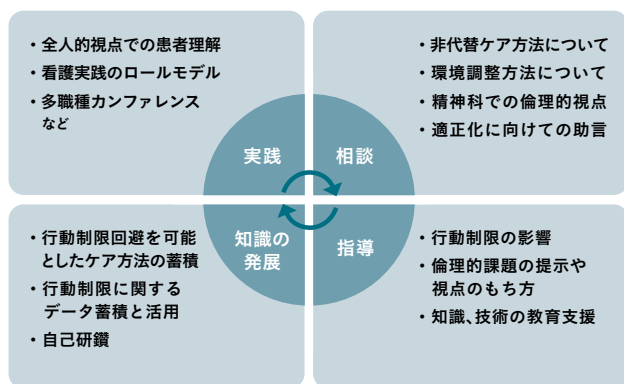 ・全人的視点での患者理解
・看護実践のロールモデル
・多職種カンファレンス
など
実践
・非代替ケア方法について
・環境調整方法について
・精神科での倫理的視点
・適正化に向けての助言
相談
・行動制限回避を可能
としたケア方法の蓄積
・行動制限に関する
データ蓄積と活用
・自己研鑽
知識の
発展
・行動制限の影響
・倫理的課題の提示や
視点のもち方
・知識、技術の教育支援
指導